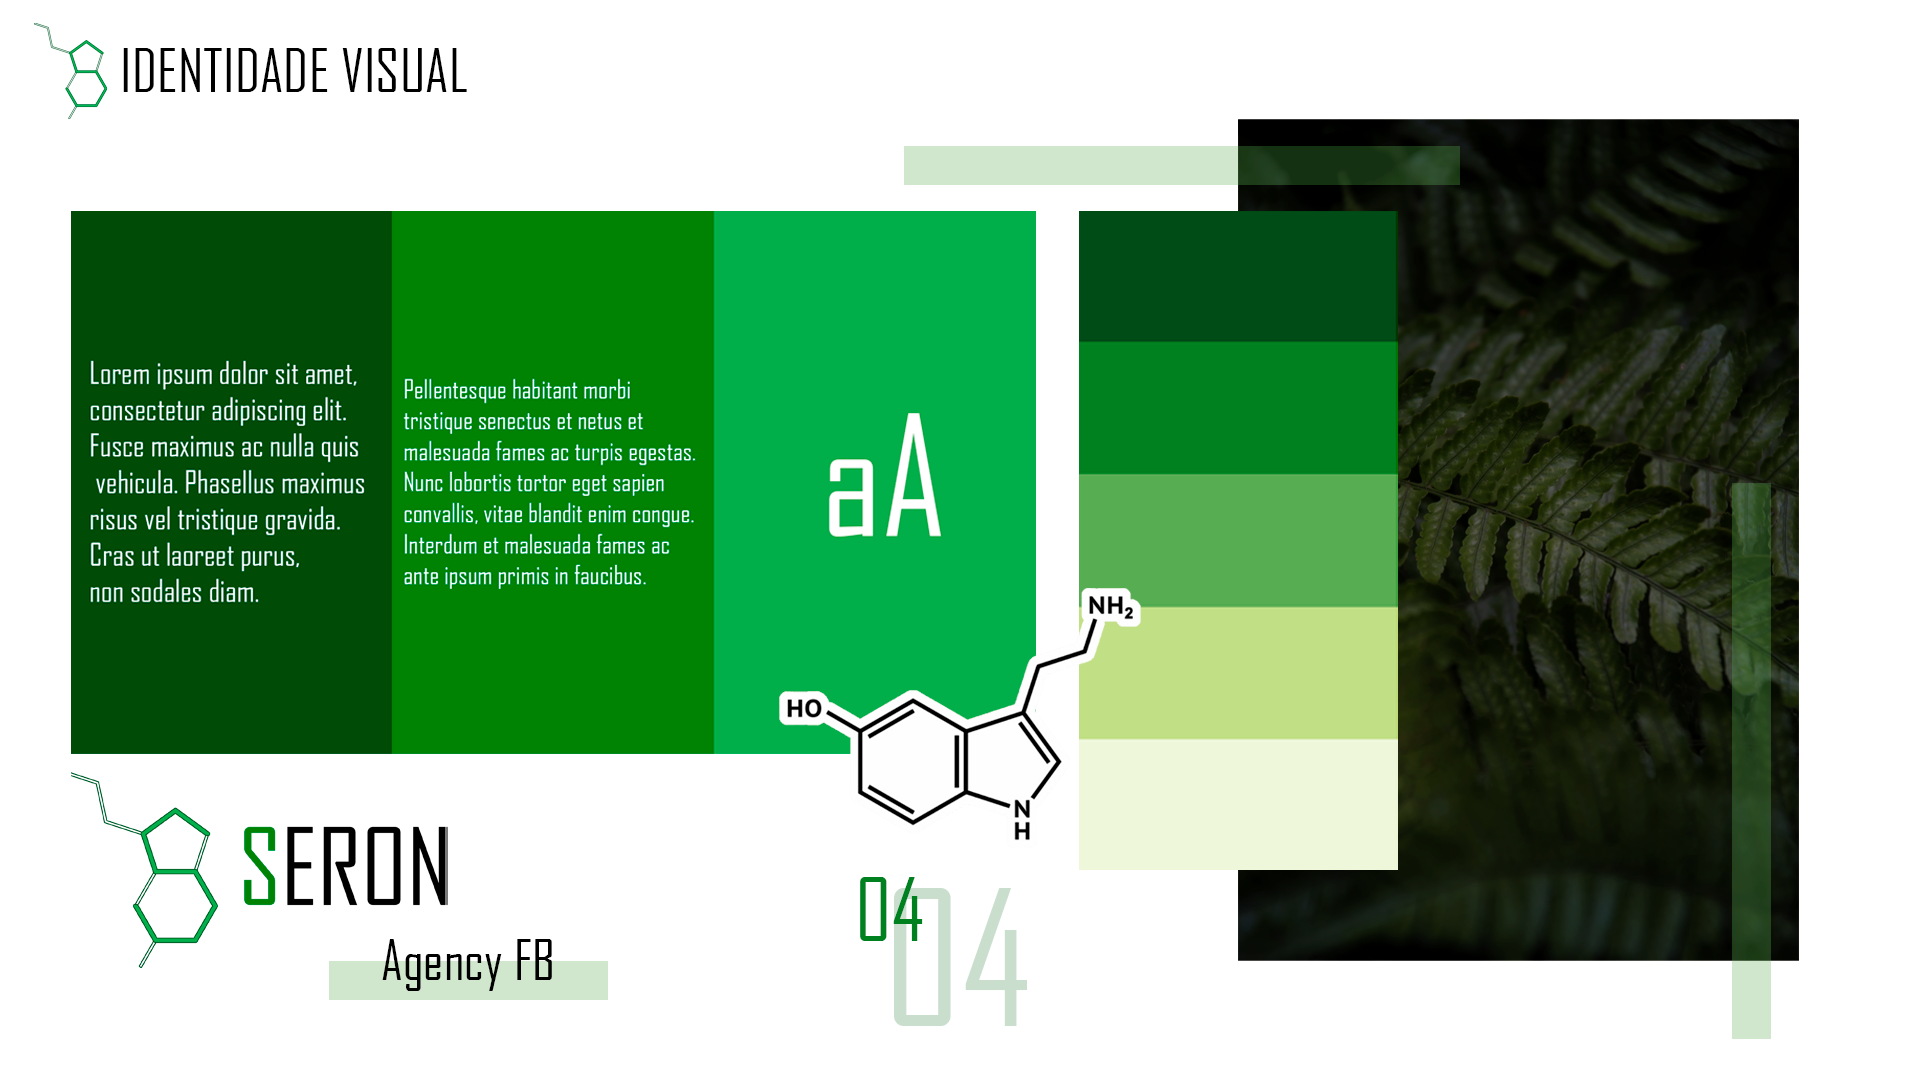 IDENTIDADE VISUAL
Lorem ipsum dolor sit amet,
consectetur adipiscing elit.
Fusce maximus ac nulla quis
vehicula. Phasellus maximus
risus vel tristique gravida.
Cras ut laoreet purus,
non sodales diam.
Pellentesque habitant morbi
tristique senectus et netus et
malesuada fames ac turpis egestas.
Nunc lobortis tortor eget sapien
convallis, vitae blandit enim congue.
Interdum et malesuada fames ac
ante ipsum primis in faucibus.
aA
NH₂
HO
N
H
SERON
Agency FB
04
04